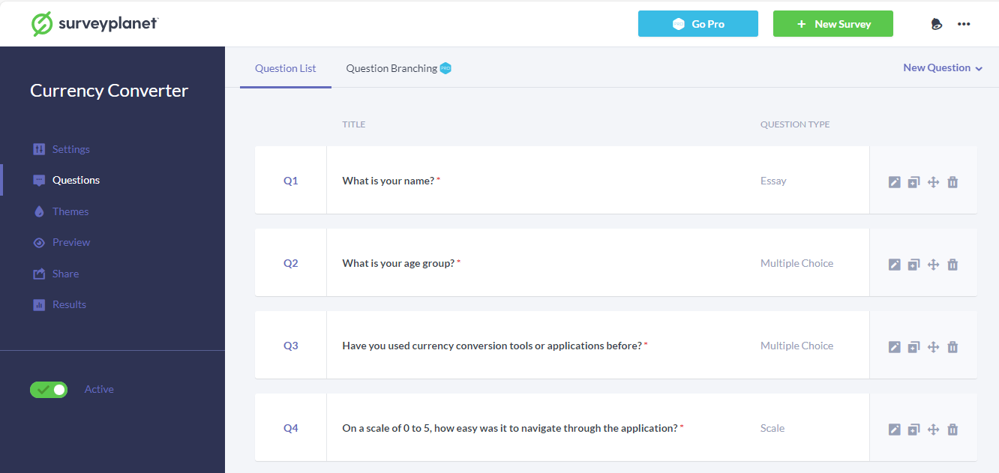 surveyplanet
Go Pro
+ New Survey
Currency Converter
Settings
Questions
Themes
Preview
Share
Results
Active
Question List
Question Branching PRO
New Question
TITLE
QUESTION TYPE
Q1
What is your name? *
Essay
Q2
What is your age group? *
Multiple Choice
Q3
Have you used currency conversion tools or applications before? *
Multiple Choice
Q4
On a scale of 0 to 5, how easy was it to navigate through the application? *
Scale